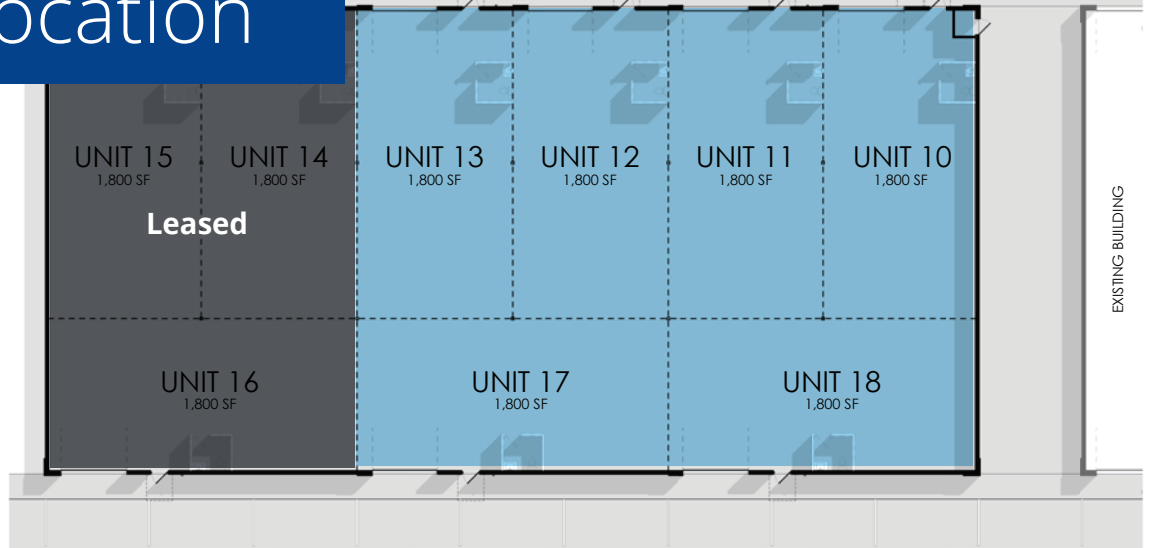 ocation
UNIT 15
1,800 SF
UNIT 14
1,800 SF
UNIT 13
1,800 SF
UNIT 12
1,800 SF
UNIT 11
1,800 SF
UNIT 10
1,800 SF
Leased
EXISTING BUILDING
UNIT 16
1,800 SF
UNIT 17
1,800 SF
UNIT 18
1,800 SF